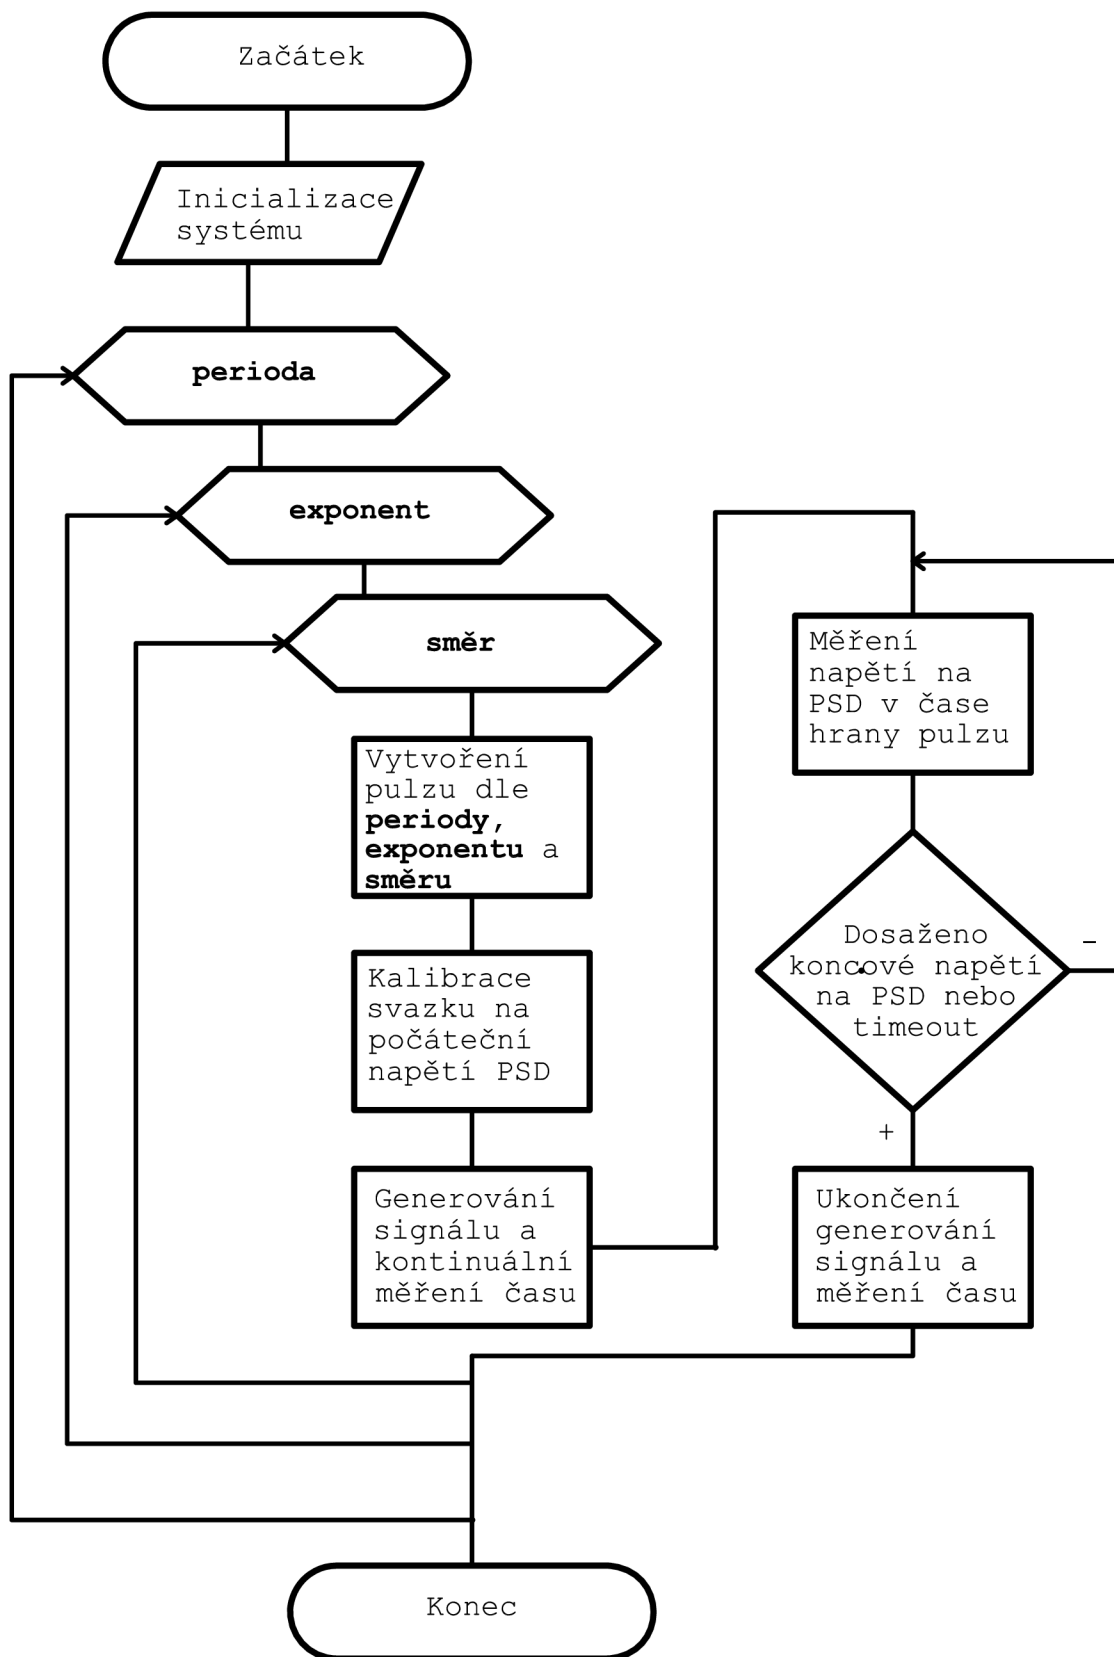 Začátek
Inicializace
systému
perioda
exponent
směr
Vytvoření
pulzu dle
periody,
exponentu a
směru
Kalibrace
svazku na
počáteční
napětí PSD
Generování
signálu a
kontinuální
měření času
Měření
napětí na
PSD v čase
hrany pulzu
Dosaženo
koncové napětí
na PSD nebo
timeout
-
+
Ukončení
generování
signálu a
měření času
Konec